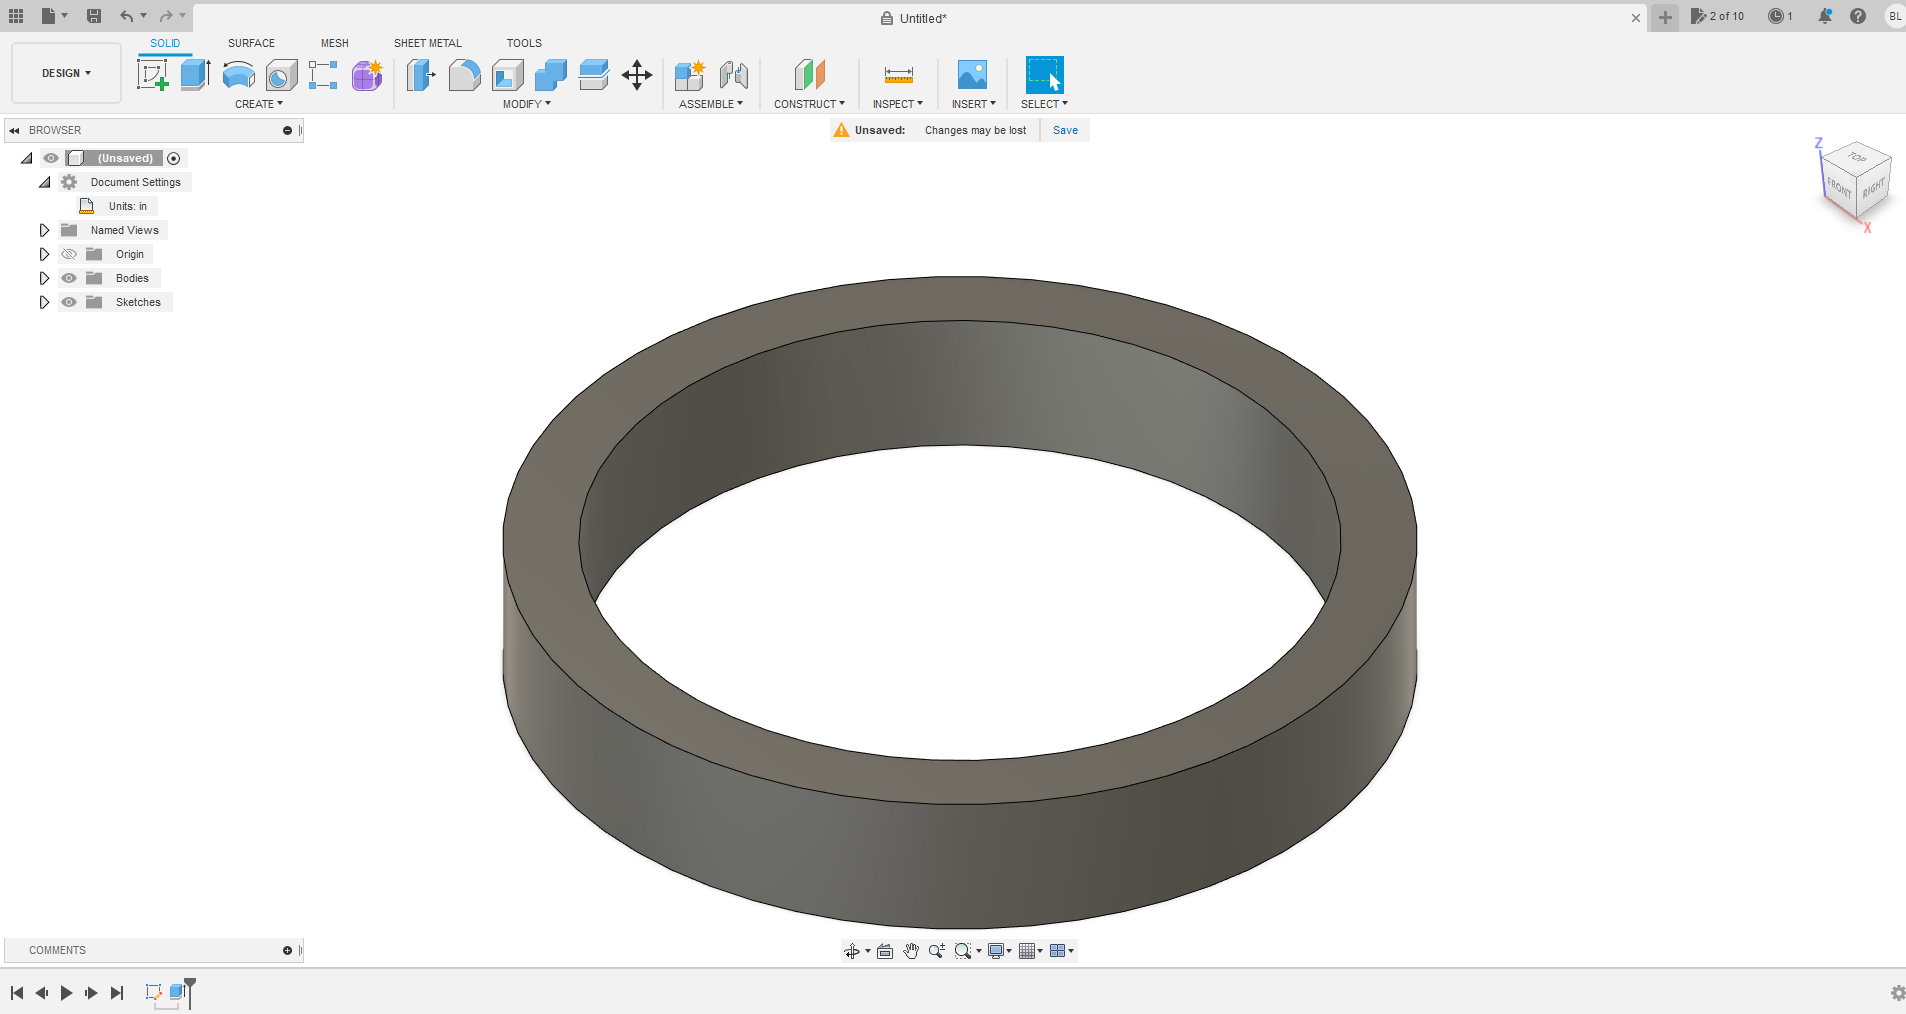 Untitled*
2 of 10
1
BL
DESIGN
SOLID
SURFACE
MESH
SHEET METAL
TOOLS
CREATE
MODIFY
ASSEMBLE
CONSTRUCT
INSPECT
INSERT
SELECT
BROWSER
Unsaved: Changes may be lost Save
(Unsaved)
Document Settings
Units: in
Named Views
Origin
Bodies
Sketches
Z
TOP
FRONT
RIGHT
X
COMMENTS